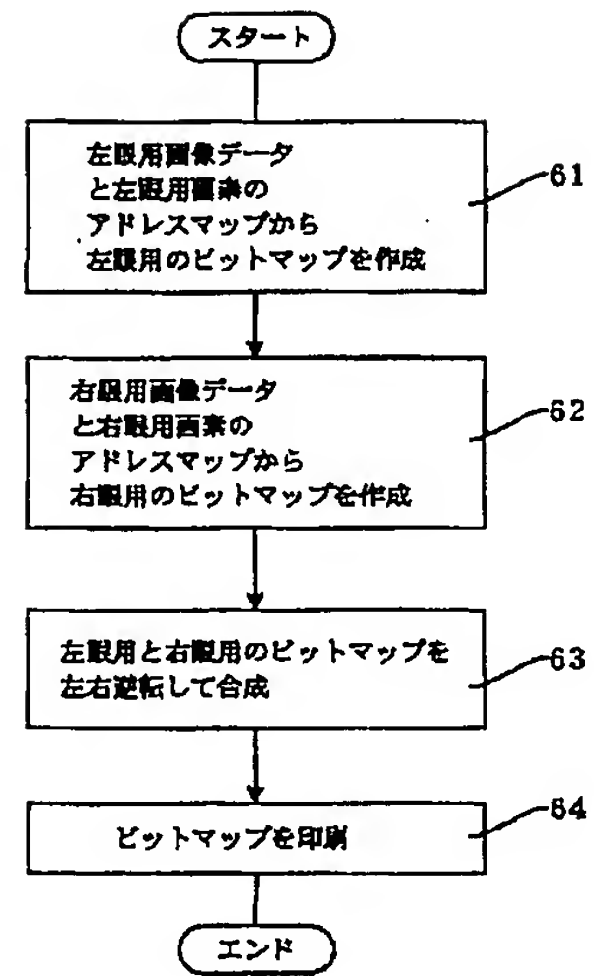 スタート
左眼用画像データ
と左眼用画素の
アドレスマップから
左眼用のビットマップを作成
61
右眼用画像データ
と右眼用画素の
アドレスマップから
右眼用のビットマップを作成
62
左眼用と右眼用のビットマップを
左右逆転して合成
63
ビットマップを印刷
64
エンド